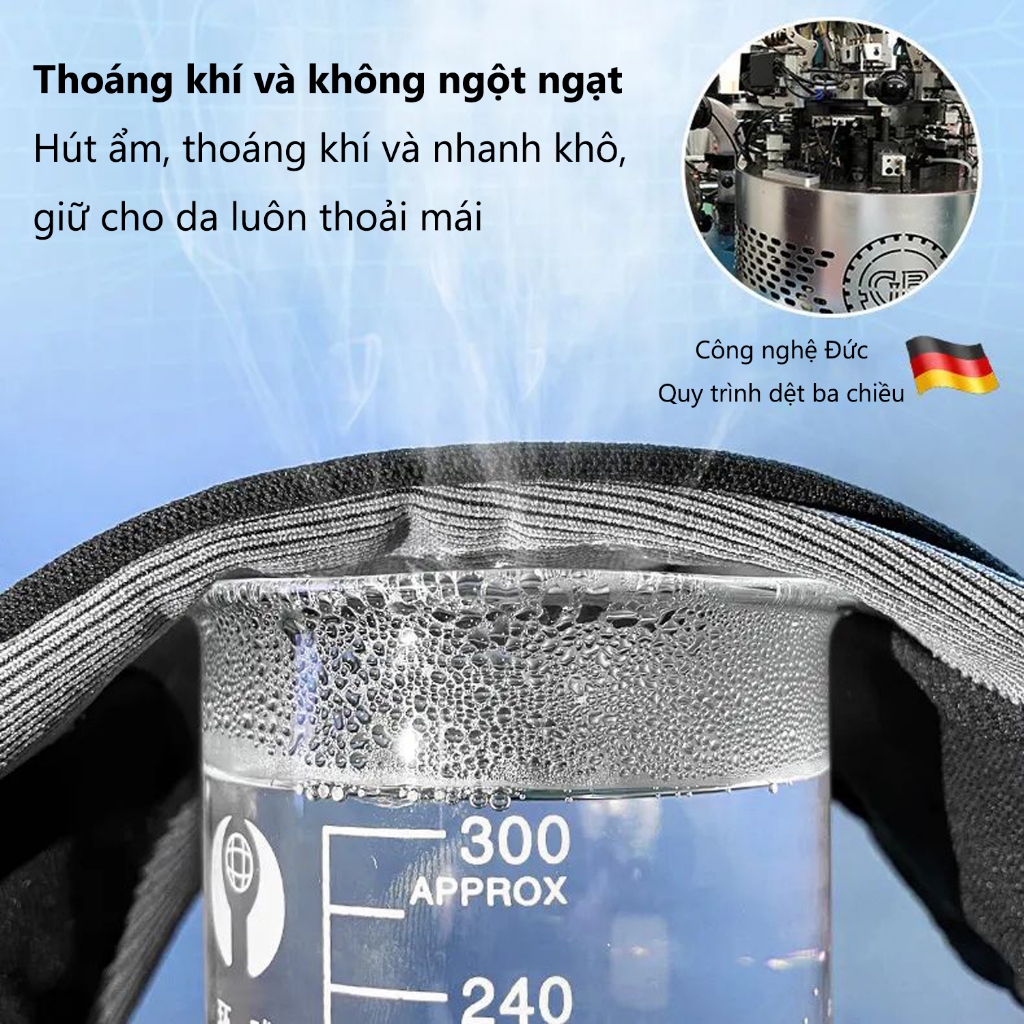 Thoáng khí và không ngột ngạt
Hút ẩm, thoáng khí và nhanh khô,
giữ cho da luôn thoải mái
Công nghệ Đức
Quy trình dệt ba chiều
300
APPROX
240